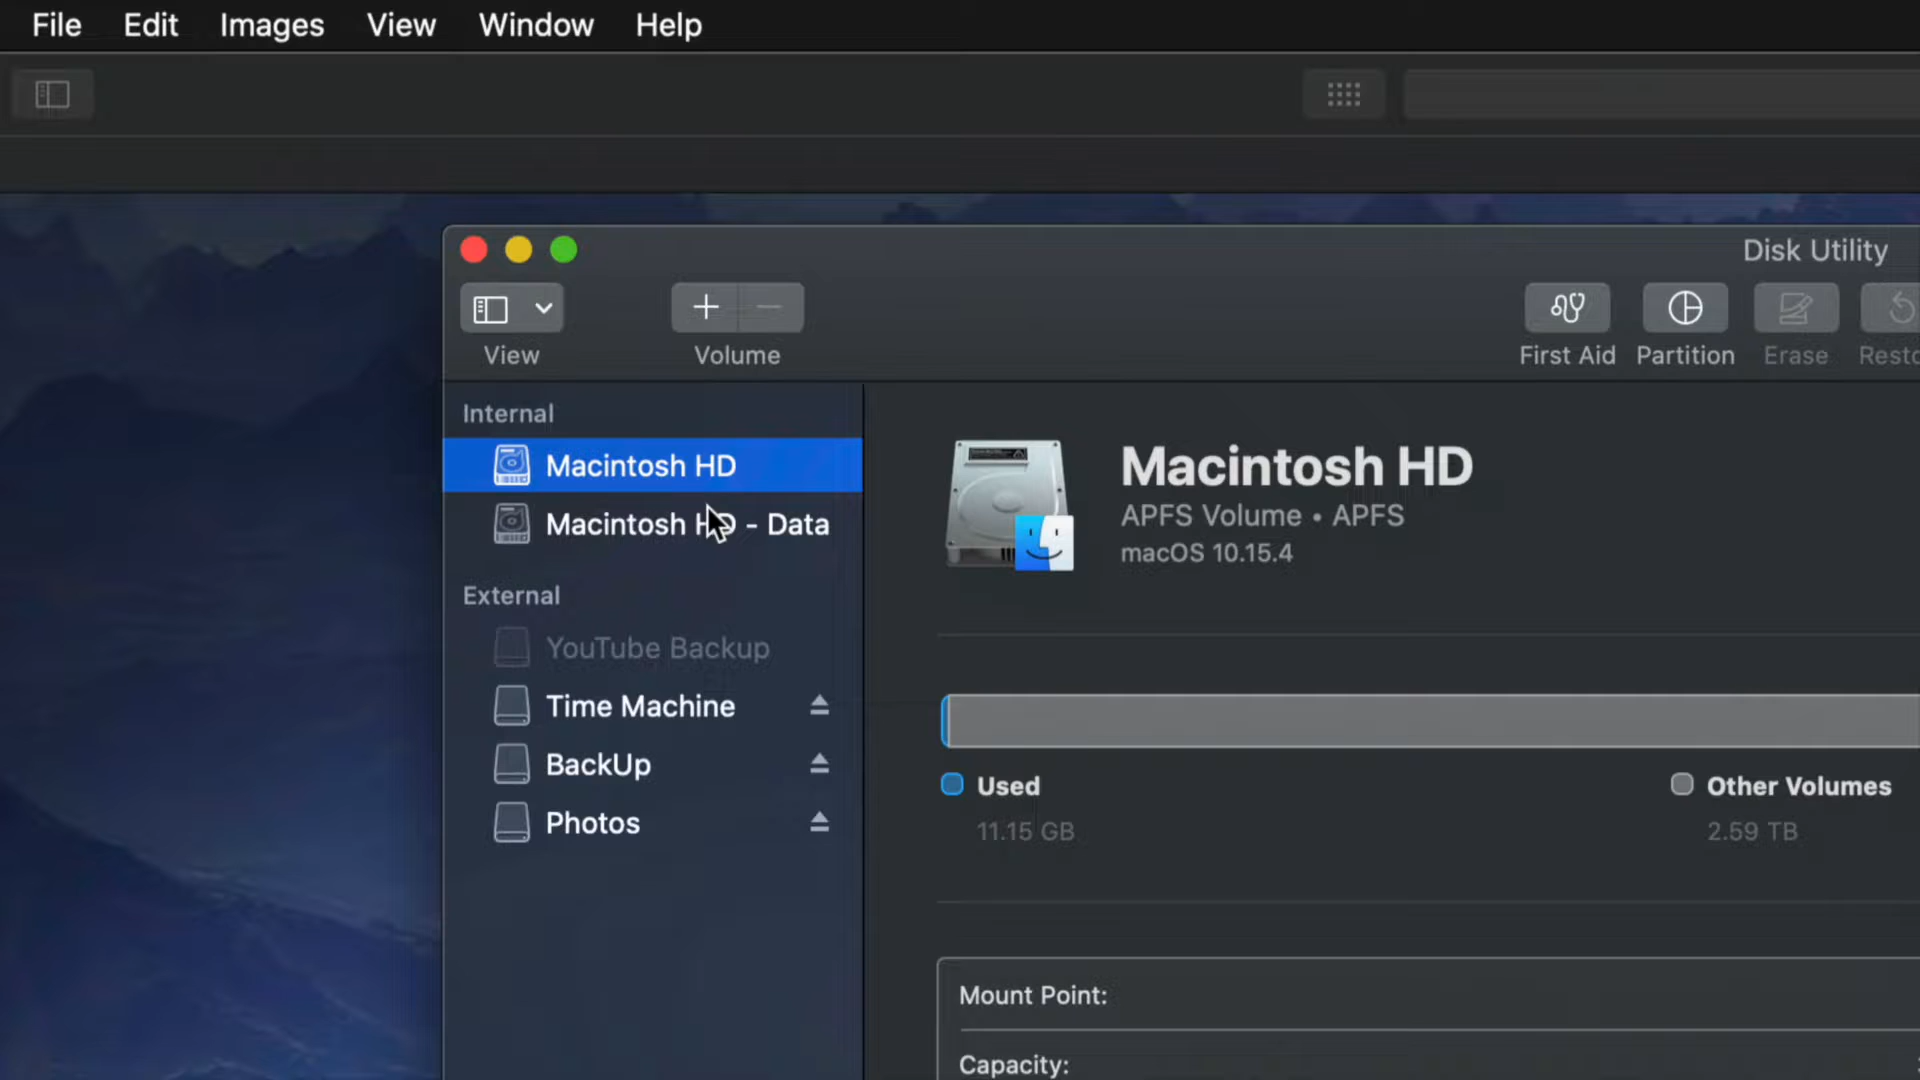 File Edit Images View Window Help
Disk Utility
View Volume First Aid Partition Erase Resto
Internal
Macintosh HD
Macintosh HD - Data
External
YouTube Backup
Time Machine
BackUp
Photos
Macintosh HD
APFS Volume • APFS
macOS 10.15.4
Used Other Volumes
11.15 GB 2.59 TB
Mount Point:
Capacity: